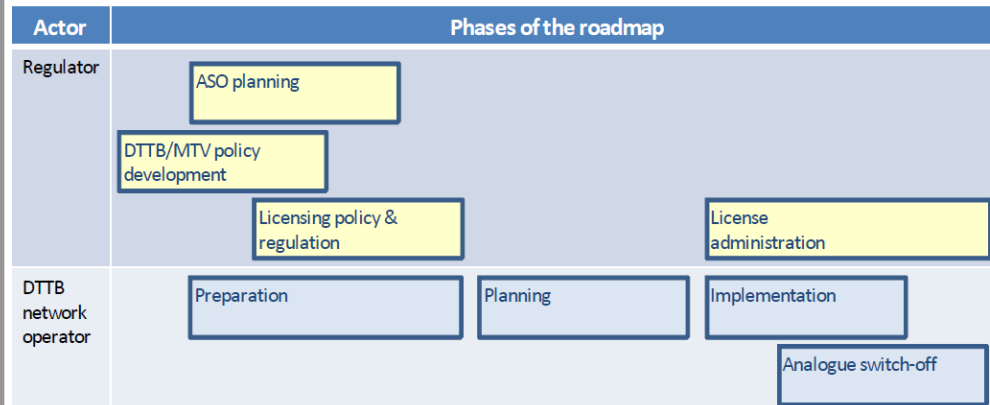 Actor
Phases of the roadmap
Regulator
ASO planning
DTTB/MTV policy
development
Licensing policy &
regulation
License
administration
DTTB
network
operator
Preparation
Planning
Implementation
Analogue switch-off